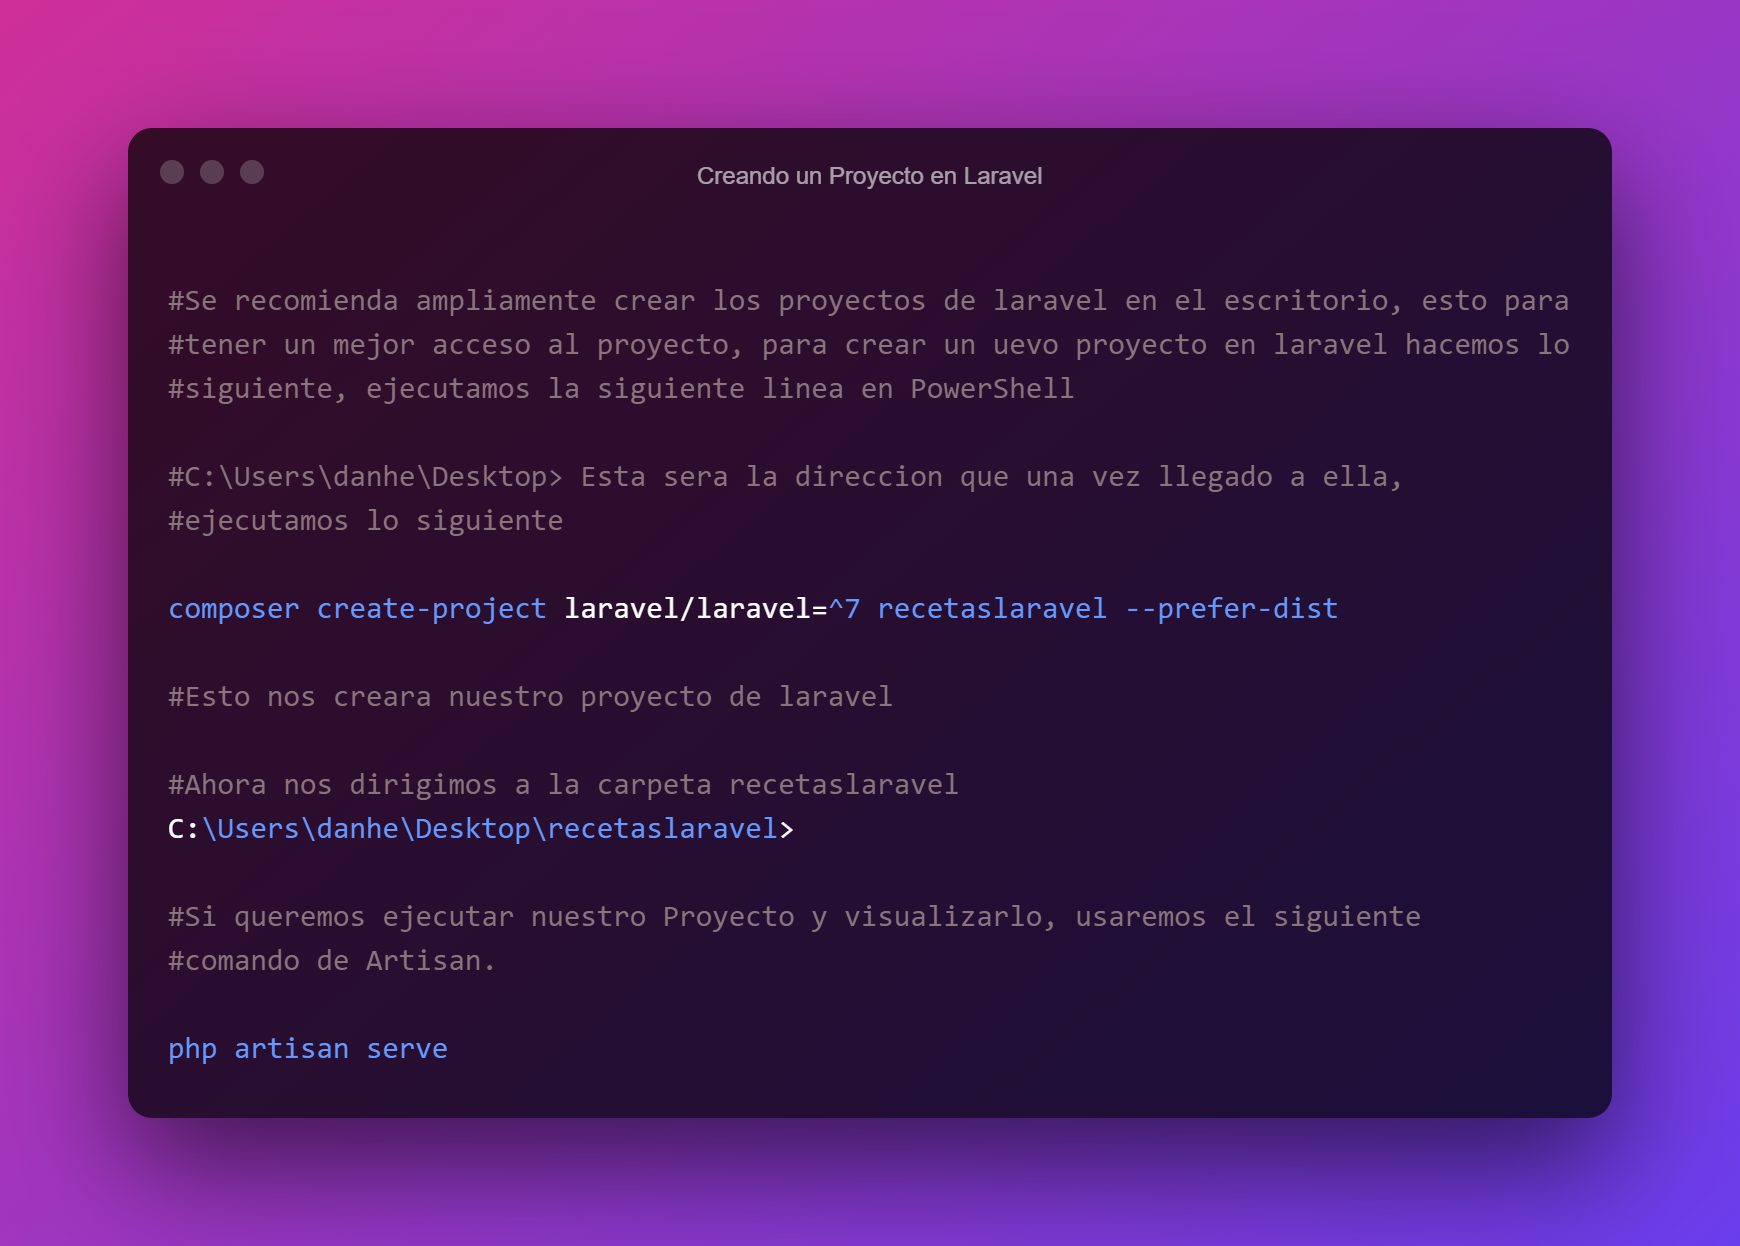 Creando un Proyecto en Laravel
#Se recomienda ampliamente crear los proyectos de laravel en el escritorio, esto para
#tener un mejor acceso al proyecto, para crear un uevo proyecto en laravel hacemos lo
#siguiente, ejecutamos la siguiente linea en PowerShell
#C:\Users\danhe\Desktop> Esta sera la direccion que una vez llegado a ella,
#ejecutamos lo siguiente
composer create-project laravel/laravel=^7 recetaslaravel --prefer-dist
#Esto nos creara nuestro proyecto de laravel
#Ahora nos dirigimos a la carpeta recetaslaravel
C:\Users\danhe\Desktop\recetaslaravel>
#Si queremos ejecutar nuestro Proyecto y visualizarlo, usaremos el siguiente
#comando de Artisan.
php artisan serve